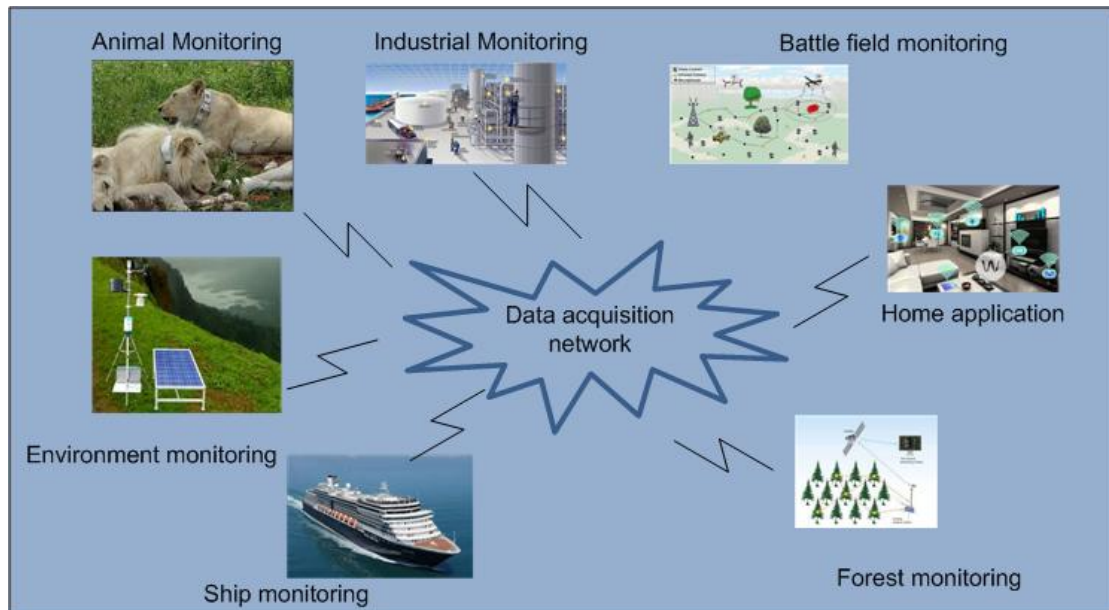 Animal Monitoring
Industrial Monitoring
Battle field monitoring
Data acquisition
network
Home application
Environment monitoring
Ship monitoring
Forest monitoring
W